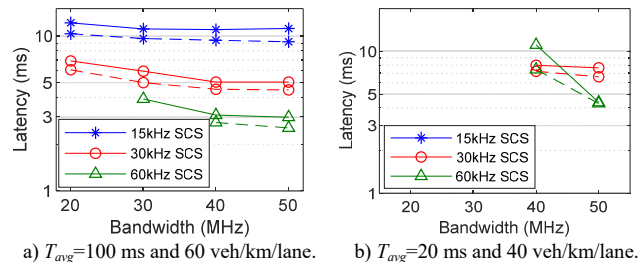 Latency (ms)
10
5
3
1
15kHz SCS
30kHz SCS
60kHz SCS
20 30 40 50
Bandwidth (MHz)
a) Tavg=100 ms and 60 veh/km/lane.
Latency (ms)
10
5
3
1
15kHz SCS
30kHz SCS
60kHz SCS
20 30 40 50
Bandwidth (MHz)
b) Tavg=20 ms and 40 veh/km/lane.